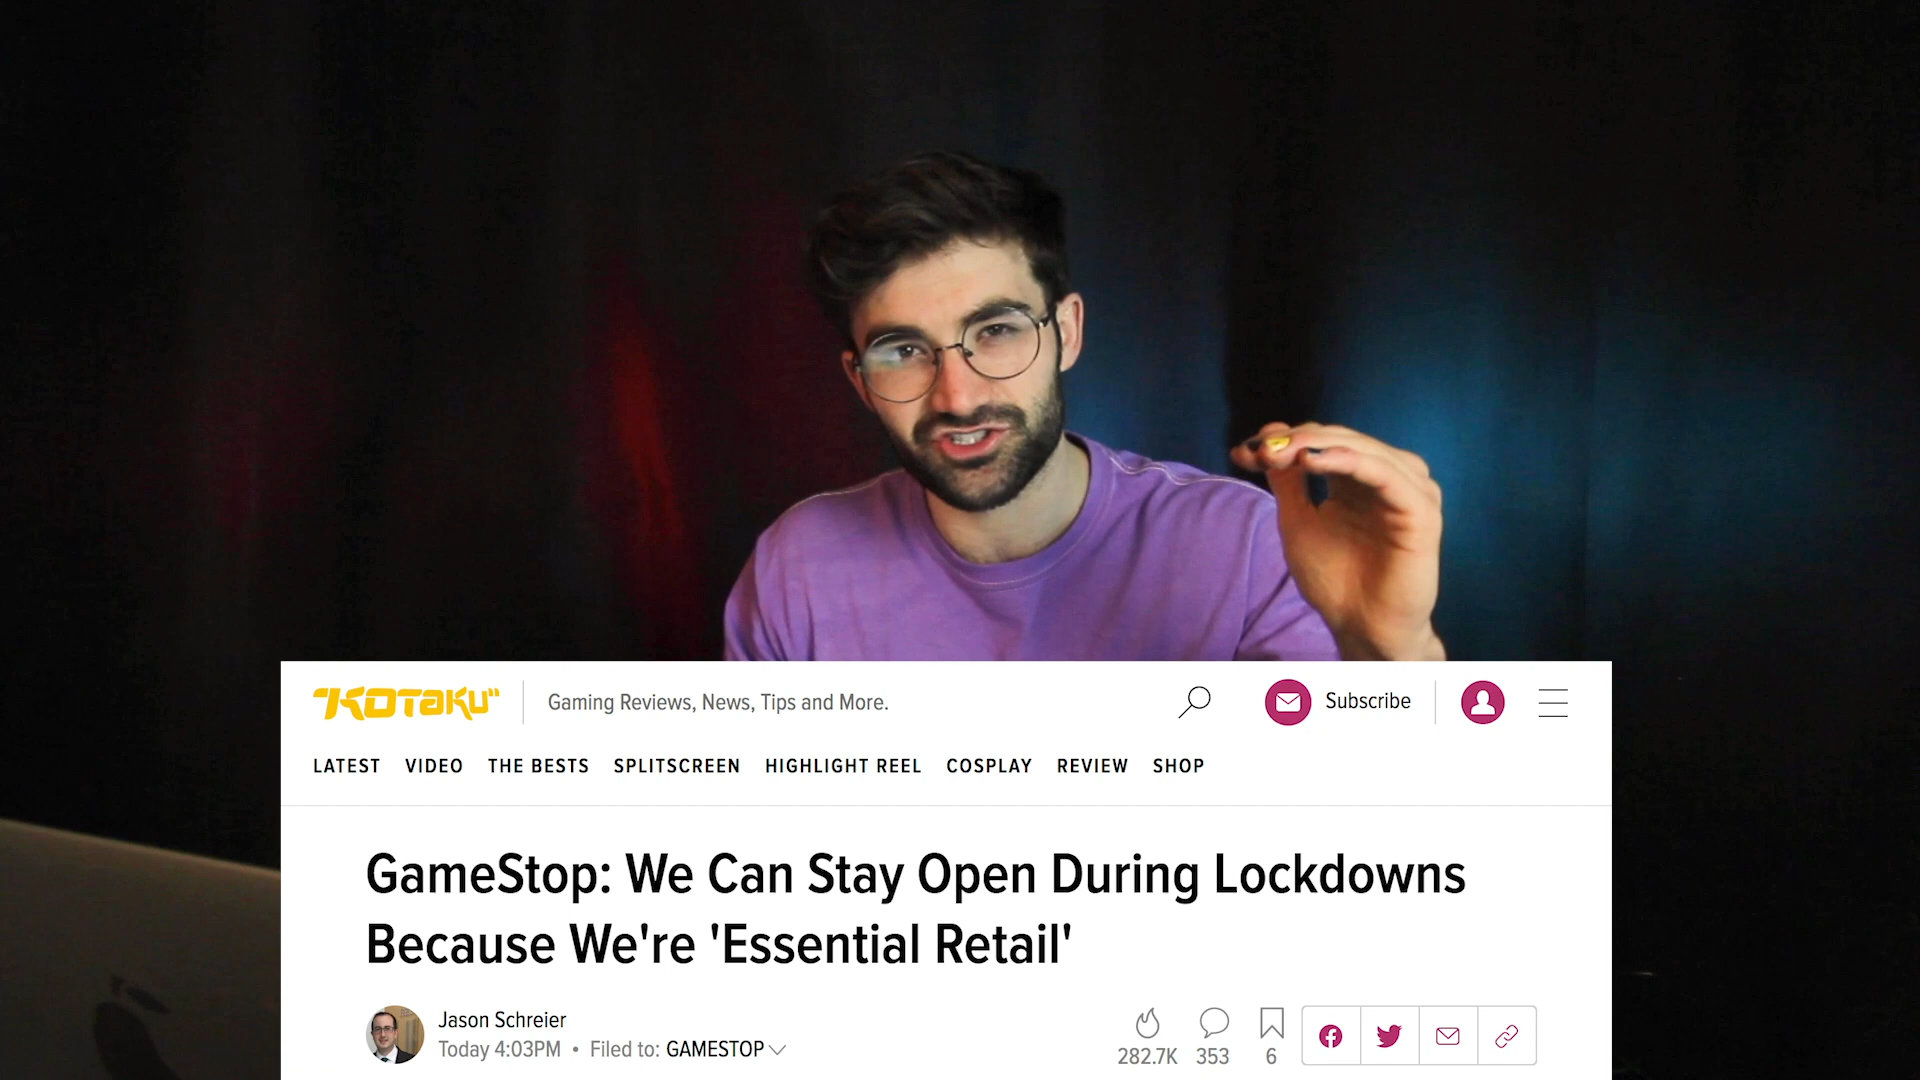 KOTAKU
Gaming Reviews, News, Tips and More.
Subscribe
LATEST VIDEO THE BESTS SPLITSCREEN HIGHLIGHT REEL COSPLAY REVIEW SHOP
GameStop: We Can Stay Open During Lockdowns
Because We're 'Essential Retail'
Jason Schreier
Today 4:03PM • Filed to: GAMESTOP
282.7K 353 6